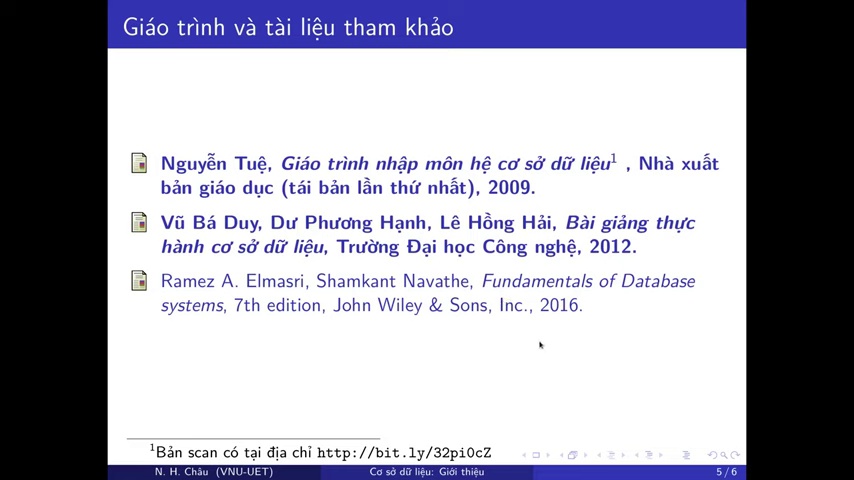 Giáo trình và tài liệu tham khảo
Nguyễn Tuệ, Giáo trình nhập môn hệ cơ sở dữ liệu¹ , Nhà xuất
bản giáo dục (tái bản lần thứ nhất), 2009.
Vũ Bá Duy, Dư Phương Hạnh, Lê Hồng Hải, Bài giảng thực
hành cơ sở dữ liệu, Trường Đại học Công nghệ, 2012.
Ramez A. Elmasri, Shamkant Navathe, Fundamentals of Database
systems, 7th edition, John Wiley & Sons, Inc., 2016.
¹Bản scan có tại địa chỉ http://bit.ly/32pi0cZ
N. H. Châu (VNU-UET) Cơ sở dữ liệu: Giới thiệu 5 / 6